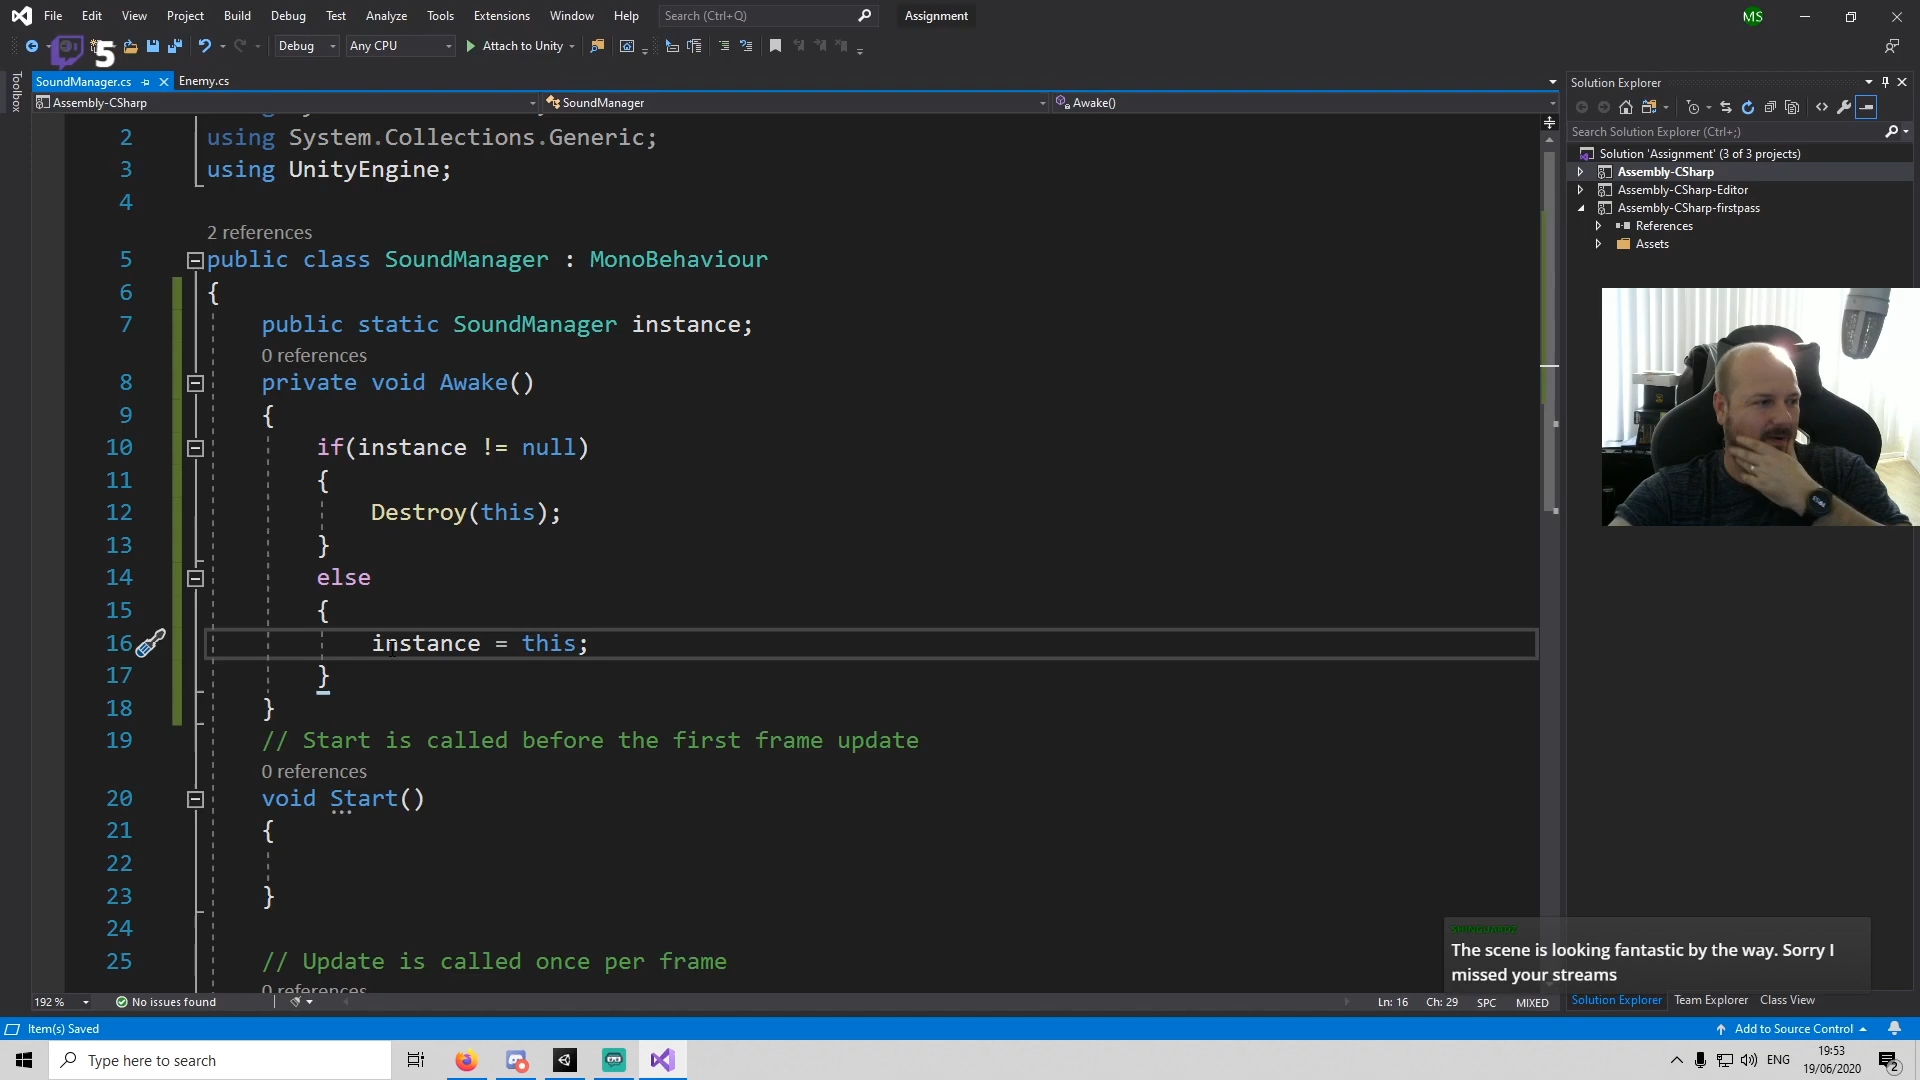 File Edit View Project Build Debug Test Analyze Tools Extensions Window Help Search (Ctrl+Q) Assignment MS
5 Debug Any CPU Attach to Unity
Toolbox
SoundManager.cs Enemy.cs
Assembly-CSharp SoundManager Awake()
2 using System.Collections.Generic;
3 using UnityEngine;
4
2 references
5 public class SoundManager : MonoBehaviour
6 {
7 public static SoundManager instance;
0 references
8 private void Awake()
9 {
10 if(instance != null)
11 {
12 Destroy(this);
13 }
14 else
15 {
16 instance = this;
17 }
18 }
19 // Start is called before the first frame update
0 references
20 void Start()
21 {
22
23 }
24
25 // Update is called once per frame
0 references
192 % No issues found Ln: 16 Ch: 29 SPC MIXED
Solution Explorer
Search Solution Explorer (Ctrl+;)
Solution 'Assignment' (3 of 3 projects)
Assembly-CSharp
Assembly-CSharp-Editor
Assembly-CSharp-firstpass
References
Assets
The scene is looking fantastic by the way. Sorry I
missed your streams
Solution Explorer Team Explorer Class View
Item(s) Saved Add to Source Control
Type here to search ENG 19:53
19/06/2020 2